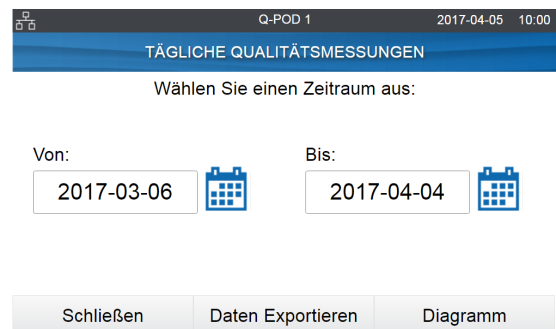 Q-POD 1 2017-04-05 10:00
TÄGLICHE QUALITÄTSMESSUNGEN
Wählen Sie einen Zeitraum aus:
Von: Bis:
2017-03-06 2017-04-04
Schließen Daten Exportieren Diagramm